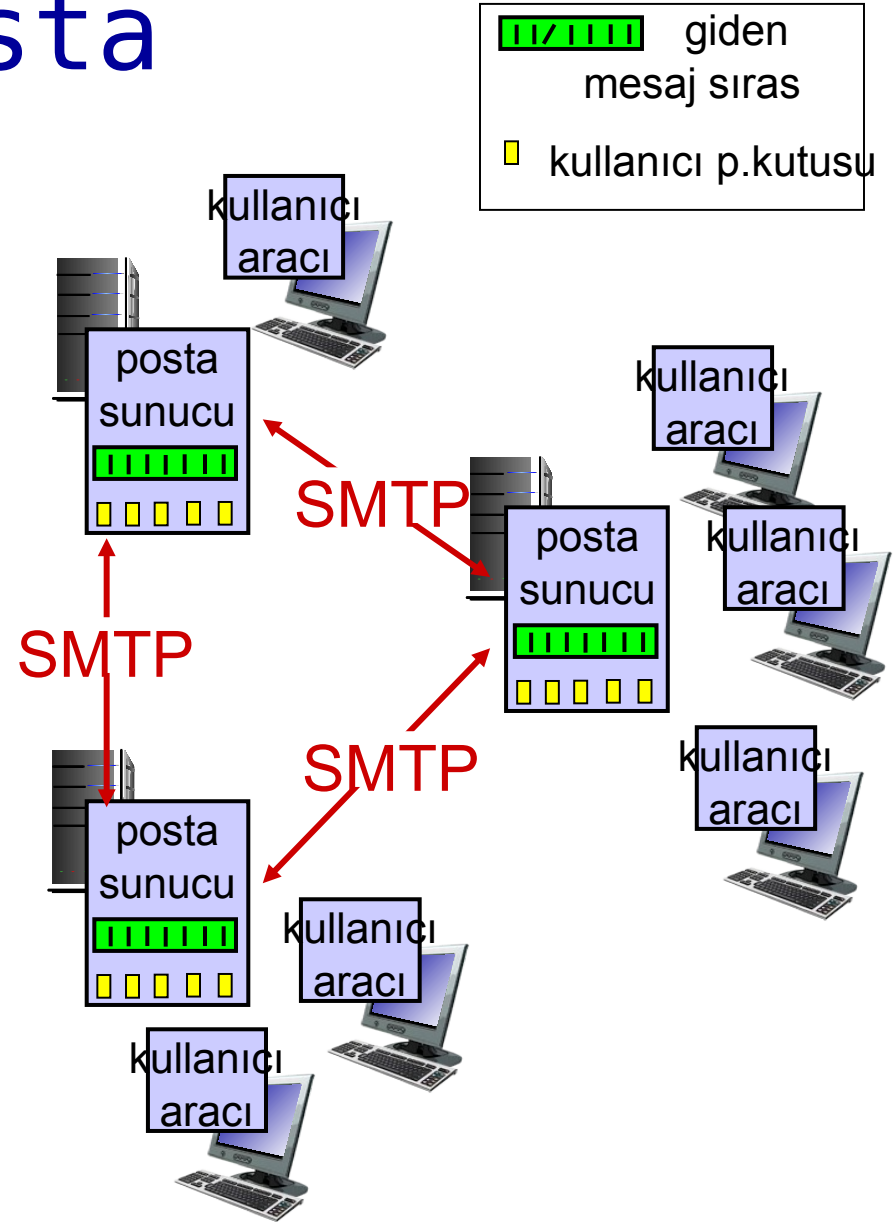 sta
giden
mesaj sıras
kullanıcı p.kutusu
kullanıcı
aracı
posta
sunucu
SMTP
kullanıcı
aracı
posta
sunucu
kullanıcı
aracı
SMTP
SMTP
kullanıcı
aracı
posta
sunucu
kullanıcı
aracı
kullanıcı
aracı